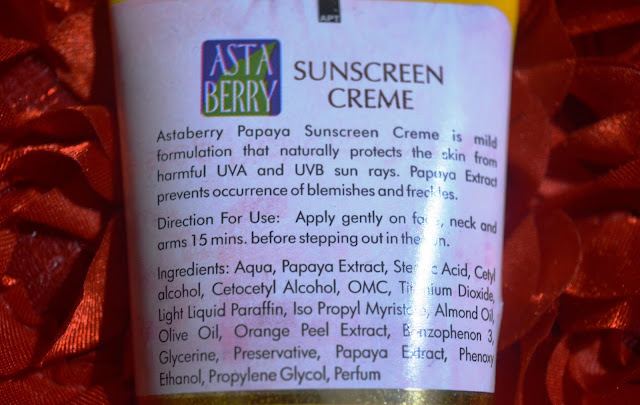 APT
ASTA
BERRY
SUNSCREEN
CREME
Astaberry Papaya Sunscreen Creme is mild
formulation that naturally protects the skin from
harmful UVA and UVB sun rays. Papaya Extract
prevents occurrence of blemishes and freckles.
Direction For Use: Apply gently on face, neck and
arms 15 mins. before stepping out in the sun.
Ingredients: Aqua, Papaya Extract, Stearic Acid, Cetyl
alcohol, Cetocetyl Alcohol, OMC, Titanium Dioxide,
Light Liquid Paraffin, Iso Propyl Myristate, Almond Oil,
Olive Oil, Orange Peel Extract, Benzophenon 3,
Glycerine, Preservative, Papaya Extract, Phenoxy
Ethanol, Propylene Glycol, Perfum